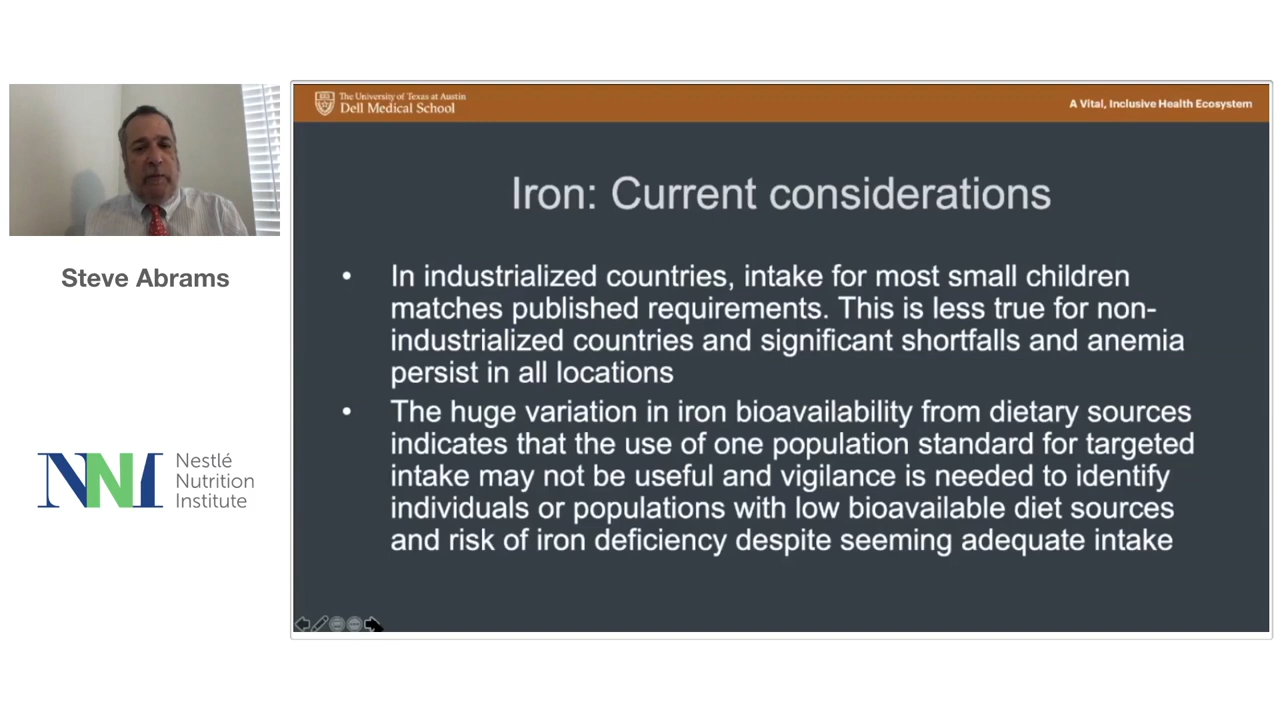 The University of Texas at Austin
Dell Medical School
A Vital, Inclusive Health Ecosystem
Steve Abrams
NNI
Nestlé
Nutrition
Institute
Iron: Current considerations
• In industrialized countries, intake for most small children
matches published requirements. This is less true for non-
industrialized countries and significant shortfalls and anemia
persist in all locations
• The huge variation in iron bioavailability from dietary sources
indicates that the use of one population standard for targeted
intake may not be useful and vigilance is needed to identify
individuals or populations with low bioavailable diet sources
and risk of iron deficiency despite seeming adequate intake